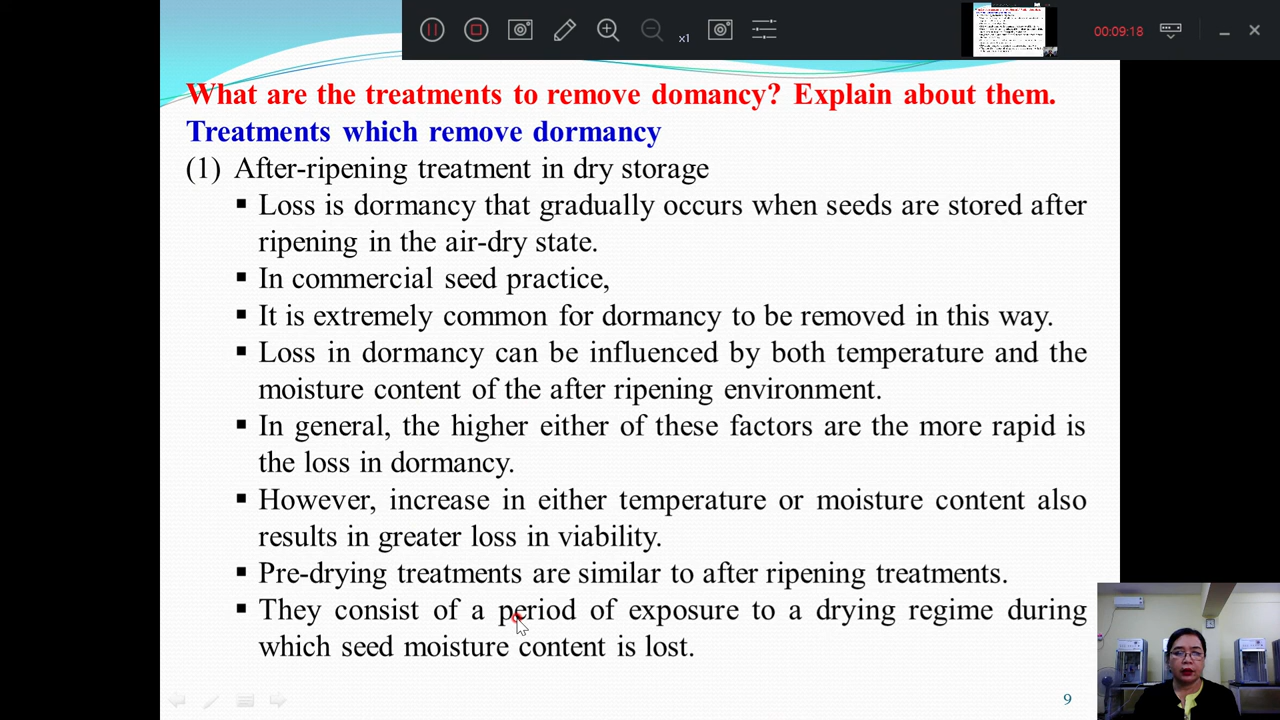 x1
00:09:18
What are the treatments to remove domancy? Explain about them.
Treatments which remove dormancy
(1) After-ripening treatment in dry storage
▪ Loss is dormancy that gradually occurs when seeds are stored after
ripening in the air-dry state.
▪ In commercial seed practice,
▪ It is extremely common for dormancy to be removed in this way.
▪ Loss in dormancy can be influenced by both temperature and the
moisture content of the after ripening environment.
▪ In general, the higher either of these factors are the more rapid is
the loss in dormancy.
▪ However, increase in either temperature or moisture content also
results in greater loss in viability.
▪ Pre-drying treatments are similar to after ripening treatments.
▪ They consist of a period of exposure to a drying regime during
which seed moisture content is lost.
9